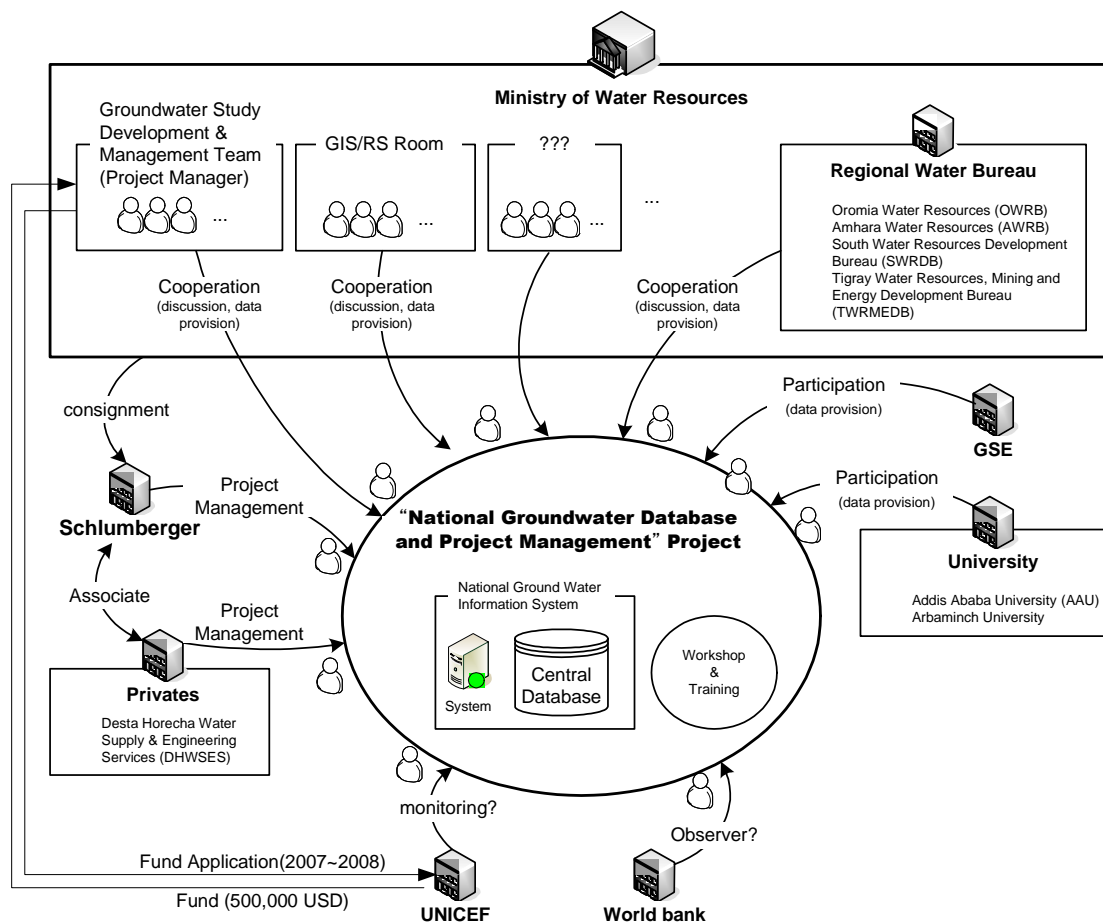 Ministry of Water Resources
Groundwater Study
Development &
Management Team
(Project Manager)
...
GIS/RS Room
...
???
...
...
Regional Water Bureau
Oromia Water Resources (OWRB)
Amhara Water Resources (AWRB)
South Water Resources Development
Bureau (SWRDB)
Tigray Water Resources, Mining and
Energy Development Bureau
(TWRMEDB)
Cooperation
(discussion, data
provision)
Cooperation
(discussion, data
provision)
Cooperation
(discussion, data
provision)
consignment
Participation
(data provision)
GSE
Schlumberger
Project
Management
Participation
(data provision)
University
Addis Ababa University (AAU)
Arbaminch University
"National Groundwater Database
and Project Management" Project
National Ground Water
Information System
System
Central
Database
Workshop
&
Training
Associate
Project
Management
Privates
Desta Horecha Water
Supply & Engineering
Services (DHWSES)
monitoring?
Observer?
Fund Application(2007~2008)
Fund (500,000 USD)
UNICEF
World bank